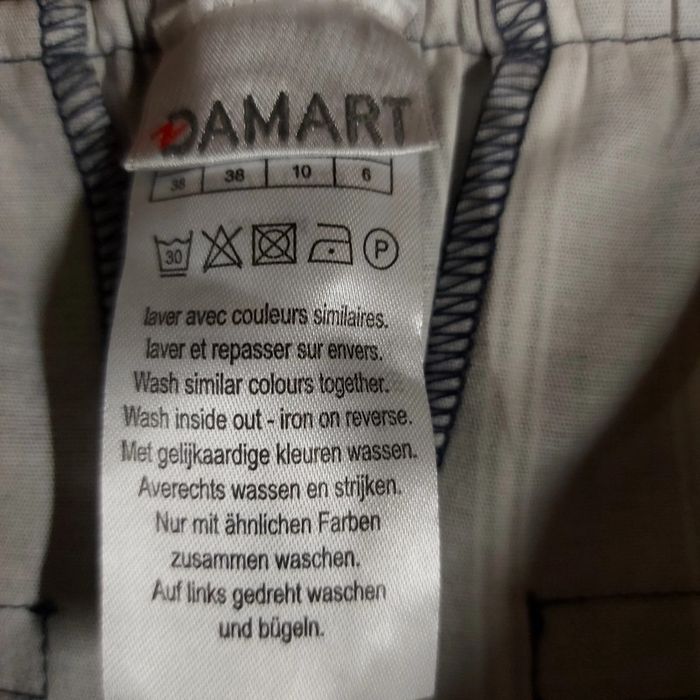 DAMART
38 38 10 6
30 P
laver avec couleurs similaires.
laver et repasser sur envers.
Wash similar colours together.
Wash inside out - iron on reverse.
Met gelijkaardige kleuren wassen.
Averechts wassen en strijken.
Nur mit ähnlichen Farben
zusammen waschen.
Auf links gedreht waschen
und bügeln.